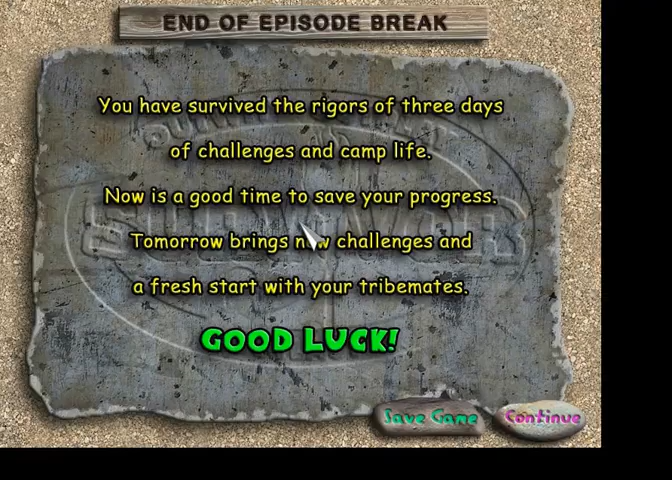 END OF EPISODE BREAK
You have survived the rigors of three days
of challenges and camp life.
Now is a good time to save your progress.
Tomorrow brings new challenges and
a fresh start with your tribemates.
GOOD LUCK!
Save Game
Continue